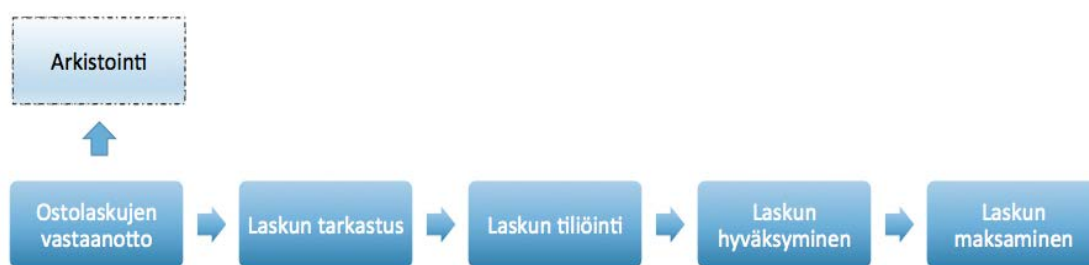 Arkistointi
Ostolaskujen
vastaanotto
Laskun tarkastus
Laskun tiliöinti
Laskun
hyväksyminen
Laskun
maksaminen